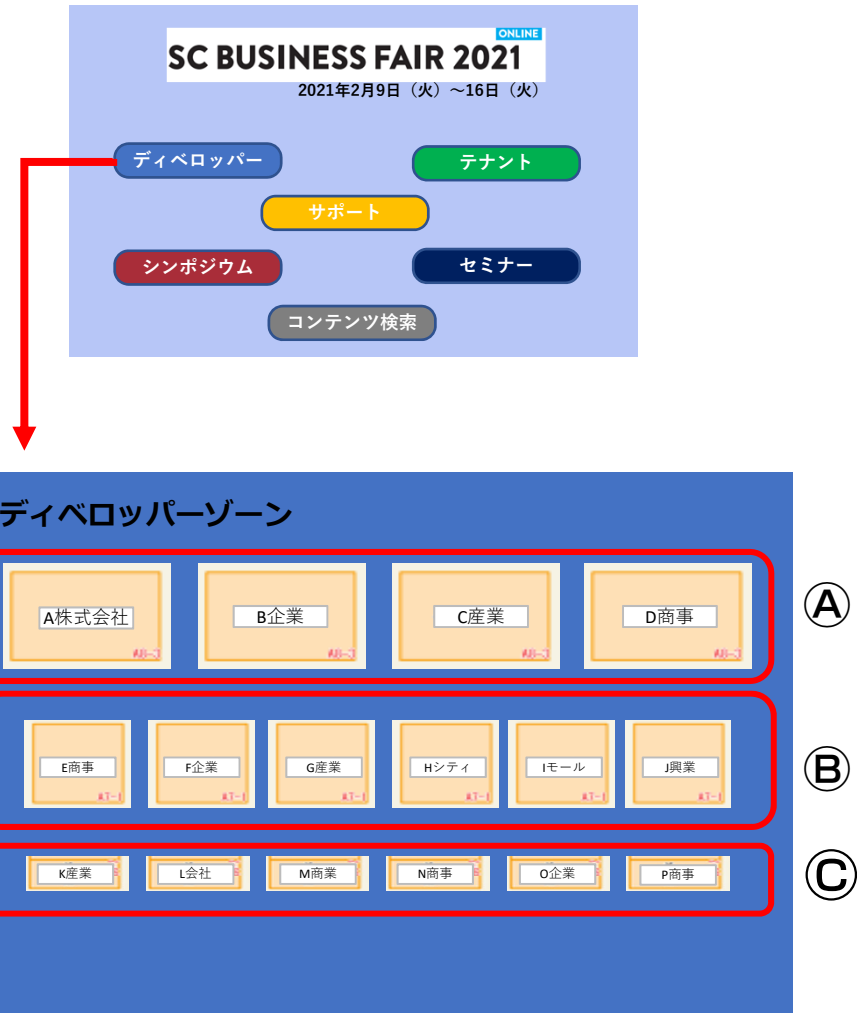 ONLINE
SC BUSINESS FAIR 2021
2021年2月9日（火）～16日（火）
ディベロッパー
テナント
サポート
シンポジウム
セミナー
コンテンツ検索
ディベロッパーゾーン
A株式会社
B企業
C産業
D商事
Ⓐ
E商事
F企業
G産業
Hシティ
Iモール
J興業
Ⓑ
K産業
L会社
M商業
N商事
O企業
P商事
Ⓒ